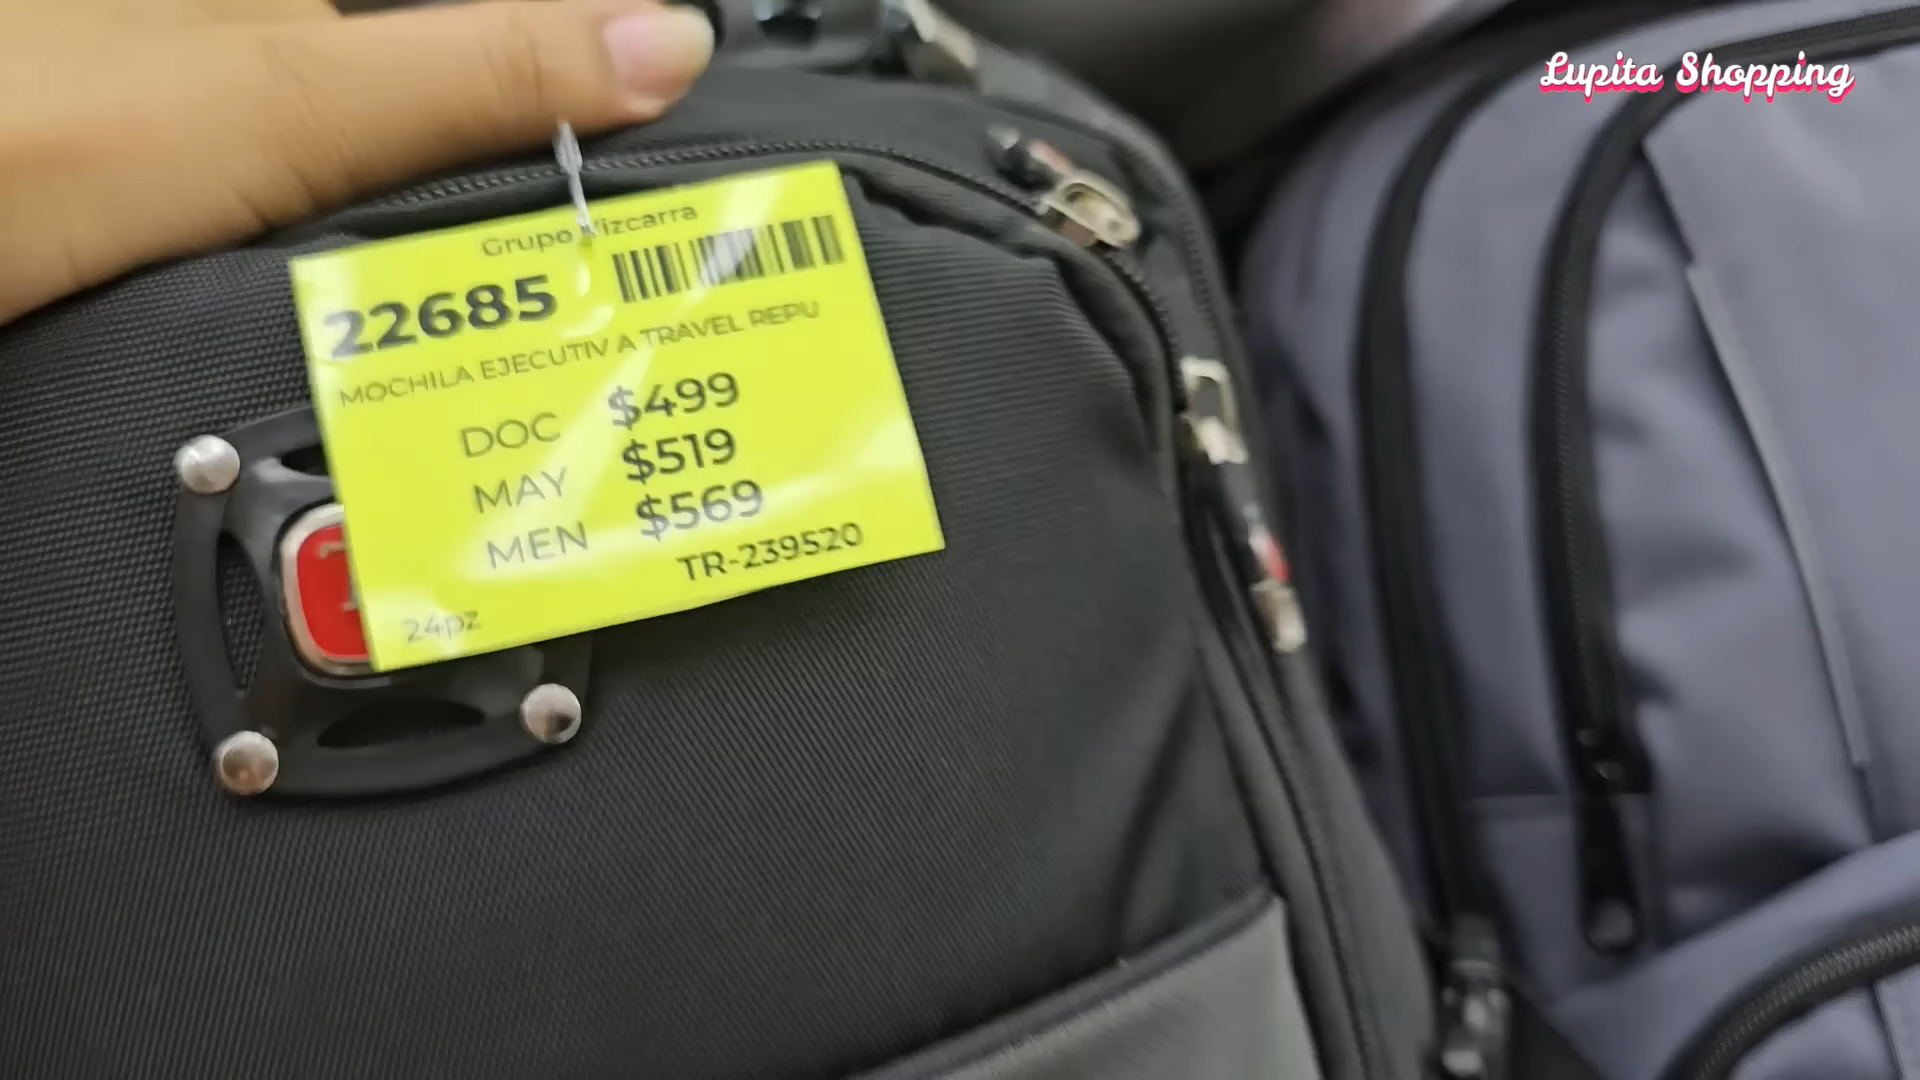 Lupita Shopping
Grupo Vizcarra
22685
MOCHILA EJECUTIV A TRAVEL REPU
DOC $499
MAY $519
MEN $569
TR-239520
24pz
T